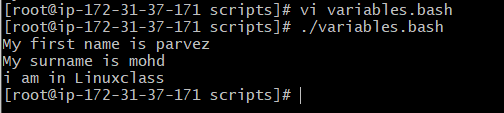 [root@ip-172-31-37-171 scripts]# vi variables.bash
[root@ip-172-31-37-171 scripts]# ./variables.bash
My first name is parvez
My surname is mohd
i am in Linuxclass
[root@ip-172-31-37-171 scripts]#